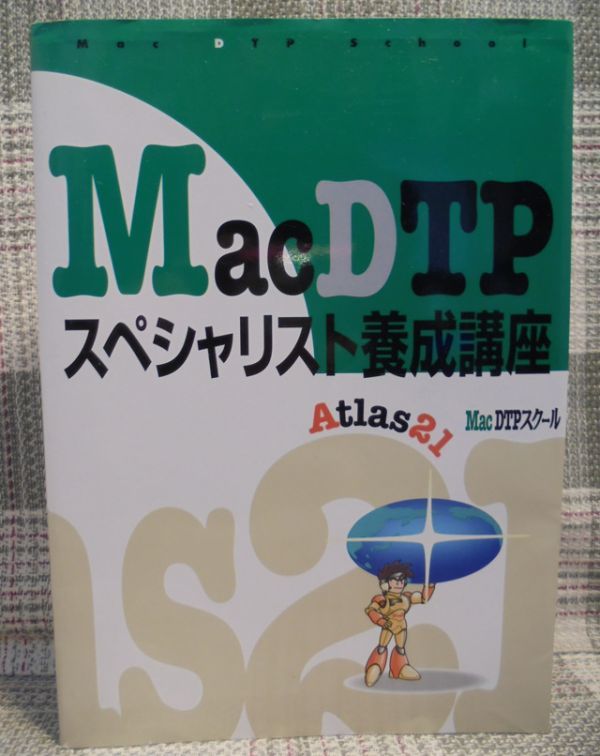 Mac DTP School
MacDTP
スペシャリスト養成講座
Atlas21
Mac DTPスクール
as21